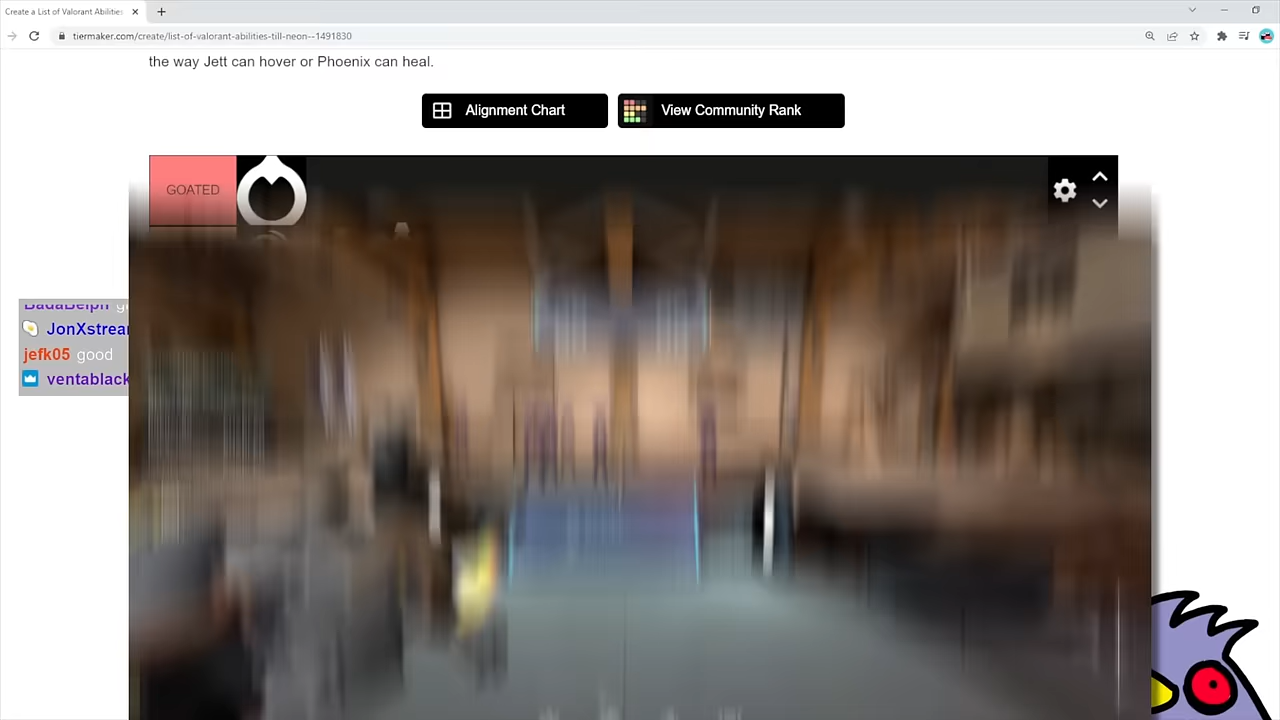 Create a List of Valorant Abilities
tiermaker.com/create/list-of-valorant-abilities-till-neon--1491830
the way Jett can hover or Phoenix can heal.
Alignment Chart
View Community Rank
GOATED
BadaBelph
JonXstrea
jefk05 good
ventablack